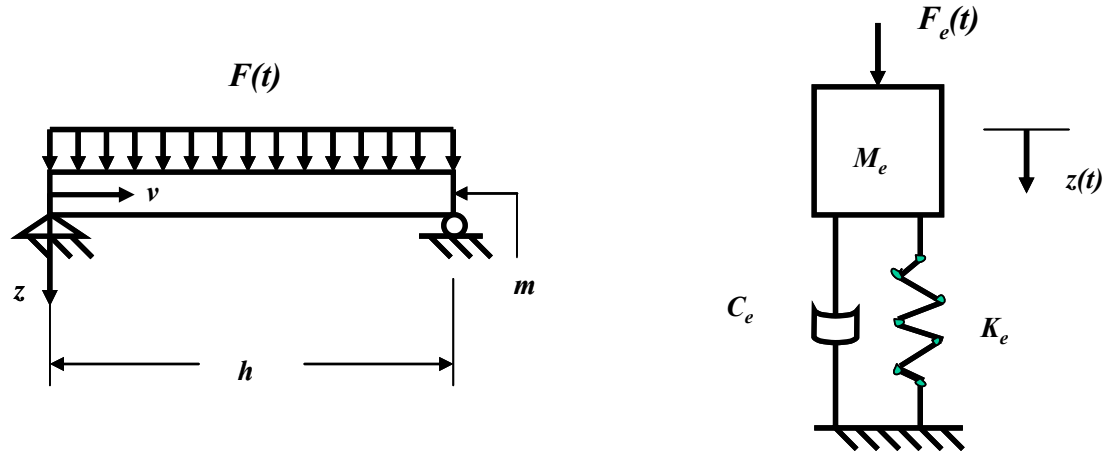 F(t)
v
z
m
h
F_e(t)
M_e
z(t)
C_e
K_e